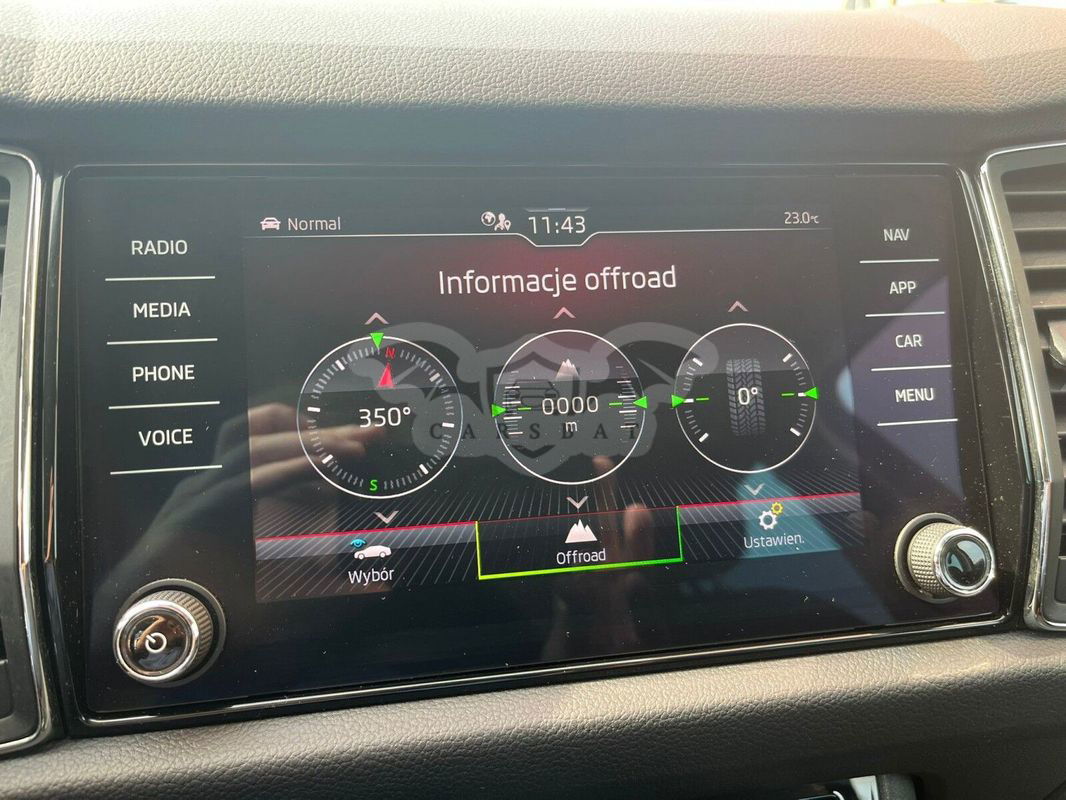 Normal
11:43
23.0°C
Informacje offroad
RADIO
MEDIA
PHONE
VOICE
NAV
APP
CAR
MENU
N
350°
S
0000
m
0°
CARSBAT
Wybór
Offroad
Ustawien.